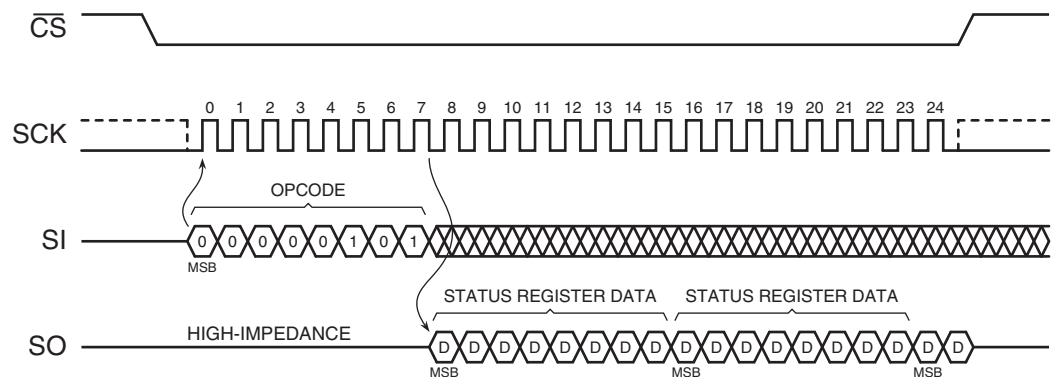 CS
0 1 2 3 4 5 6 7 8 9 10 11 12 13 14 15 16 17 18 19 20 21 22 23 24
SCK
OPCODE
SI 0 0 0 0 0 1 0 1
MSB
STATUS REGISTER DATA STATUS REGISTER DATA
HIGH-IMPEDANCE
SO D D D D D D D D D D D D D D D D D D
MSB MSB MSB